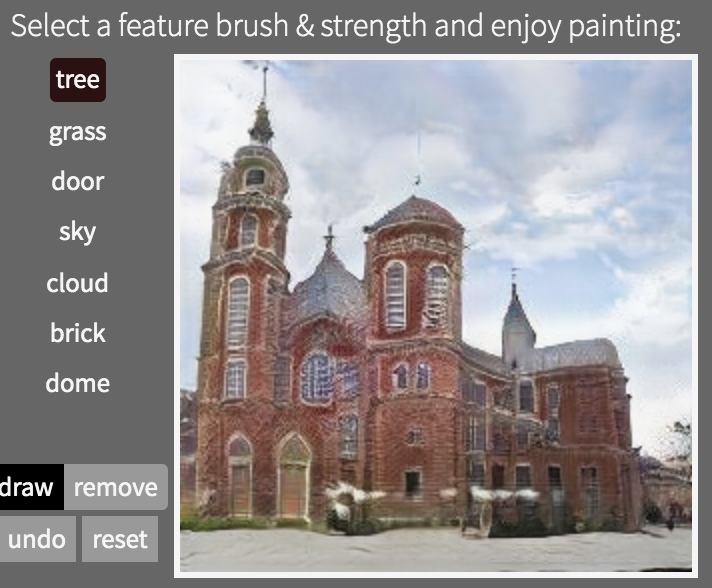 Select a feature brush & strength and enjoy painting:
tree
grass
door
sky
cloud
brick
dome
draw remove
undo reset